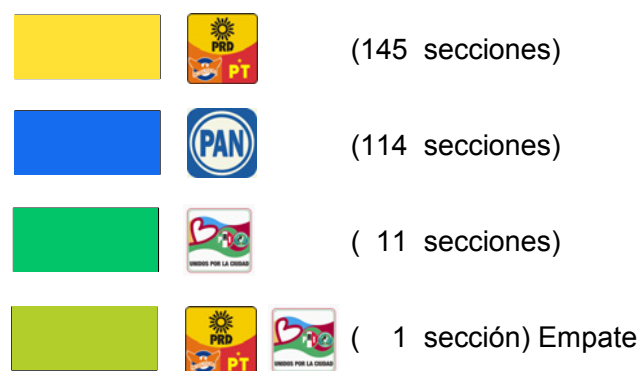 PRD
PT
(145 secciones)
PAN
(114 secciones)
UNIDOS POR LA CIUDAD
( 11 secciones)
PRD
PT
UNIDOS POR LA CIUDAD
( 1 sección) Empate